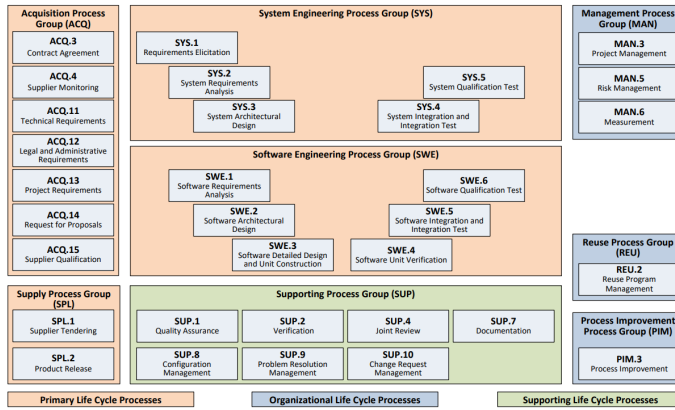 Acquisition Process
Group (ACQ)
ACQ.3
Contract Agreement
ACQ.4
Supplier Monitoring
ACQ.11
Technical Requirements
ACQ.12
Legal and Administrative
Requirements
ACQ.13
Project Requirements
ACQ.14
Request for Proposals
ACQ.15
Supplier Qualification
System Engineering Process Group (SYS)
SYS.1
Requirements Elicitation
SYS.2
System Requirements
Analysis
SYS.3
System Architectural
Design
SYS.5
System Qualification Test
SYS.4
System Integration and
Integration Test
Management Process
Group (MAN)
MAN.3
Project Management
MAN.5
Risk Management
MAN.6
Measurement
Software Engineering Process Group (SWE)
SWE.1
Software Requirements
Analysis
SWE.2
Software Architectural
Design
SWE.3
Software Detailed Design
and Unit Construction
SWE.6
Software Qualification Test
SWE.5
Software Integration and
Integration Test
SWE.4
Software Unit Verification
Reuse Process Group
(REU)
REU.2
Reuse Program
Management
Supply Process Group
(SPL)
SPL.1
Supplier Tendering
SPL.2
Product Release
Supporting Process Group (SUP)
SUP.1
Quality Assurance
SUP.2
Verification
SUP.4
Joint Review
SUP.7
Documentation
SUP.8
Configuration
Management
SUP.9
Problem Resolution
Management
SUP.10
Change Request
Management
Process Improvement
Process Group (PIM)
PIM.3
Process Improvement
Primary Life Cycle Processes
Organizational Life Cycle Processes
Supporting Life Cycle Processes